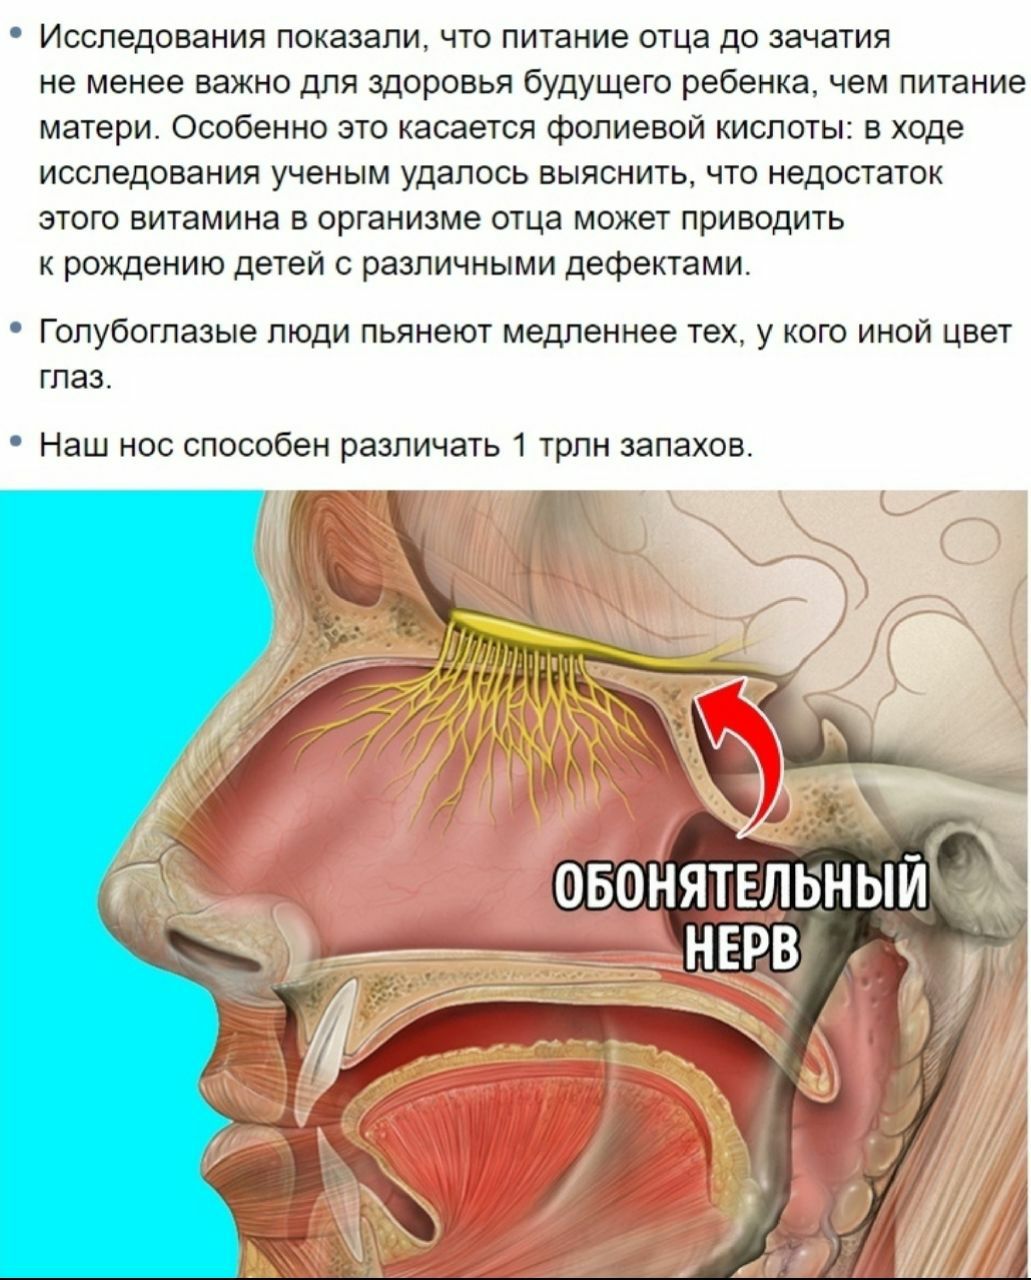 • Исследования показали, что питание отца до зачатия
не менее важно для здоровья будущего ребенка, чем питание
матери. Особенно это касается фолиевой кислоты: в ходе
исследования ученым удалось выяснить, что недостаток
этого витамина в организме отца может приводить
к рождению детей с различными дефектами.
• Голубоглазые люди пьянеют медленнее тех, у кого иной цвет
глаз.
• Наш нос способен различать 1 трлн запахов.
ОБОНЯТЕЛЬНЫЙ
НЕРВ